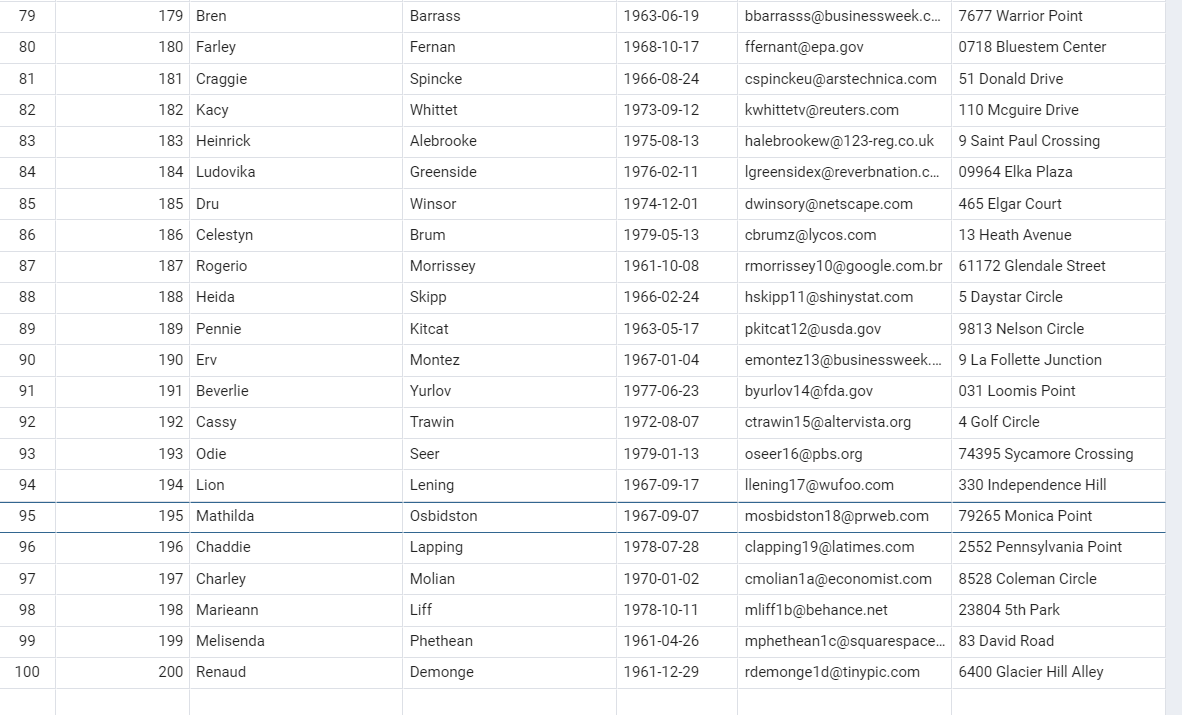 79 179 Bren Barrass 1963-06-19 bbarrasss@businessweek.c... 7677 Warrior Point
80 180 Farley Fernan 1968-10-17 ffernant@epa.gov 0718 Bluestem Center
81 181 Craggie Spincke 1966-08-24 cspinckeu@arstechnica.com 51 Donald Drive
82 182 Kacy Whittet 1973-09-12 kwhittetv@reuters.com 110 Mcguire Drive
83 183 Heinrick Alebrooke 1975-08-13 halebrookew@123-reg.co.uk 9 Saint Paul Crossing
84 184 Ludovika Greenside 1976-02-11 lgreensidex@reverbnation.c... 09964 Elka Plaza
85 185 Dru Winsor 1974-12-01 dwinsory@netscape.com 465 Elgar Court
86 186 Celestyn Brum 1979-05-13 cbrumz@lycos.com 13 Heath Avenue
87 187 Rogerio Morrissey 1961-10-08 rmorrissey10@google.com.br 61172 Glendale Street
88 188 Heida Skipp 1966-02-24 hskipp11@shinystat.com 5 Daystar Circle
89 189 Pennie Kitcat 1963-05-17 pkitcat12@usda.gov 9813 Nelson Circle
90 190 Erv Montez 1967-01-04 emontez13@businessweek.... 9 La Follette Junction
91 191 Beverlie Yurlov 1977-06-23 byurlov14@fda.gov 031 Loomis Point
92 192 Cassy Trawin 1972-08-07 ctrawin15@altervista.org 4 Golf Circle
93 193 Odie Seer 1979-01-13 oseer16@pbs.org 74395 Sycamore Crossing
94 194 Lion Lening 1967-09-17 llening17@wufoo.com 330 Independence Hill
95 195 Mathilda Osbidston 1967-09-07 mosbidston18@prweb.com 79265 Monica Point
96 196 Chaddie Lapping 1978-07-28 clapping19@latimes.com 2552 Pennsylvania Point
97 197 Charley Molian 1970-01-02 cmolian1a@economist.com 8528 Coleman Circle
98 198 Marieann Liff 1978-10-11 mliff1b@behance.net 23804 5th Park
99 199 Melisenda Phethean 1961-04-26 mphethean1c@squarespace... 83 David Road
100 200 Renaud Demonge 1961-12-29 rdemonge1d@tinypic.com 6400 Glacier Hill Alley